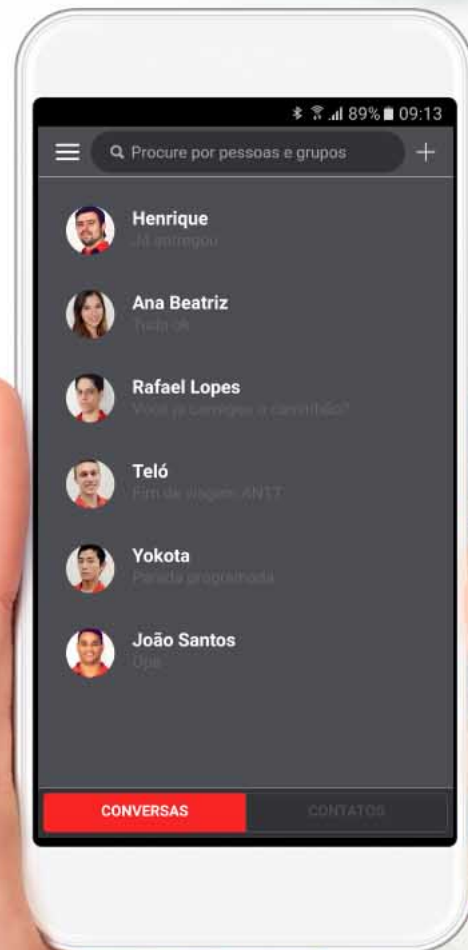 89% 09:13
Procure por pessoas e grupos
Henrique
Já entregou
Ana Beatriz
Tudo ok
Rafael Lopes
Você já carregou o caminhão?
Teló
Fim de viagem ANTT
Yokota
Parada programada
João Santos
Opa
CONVERSAS
CONTATOS